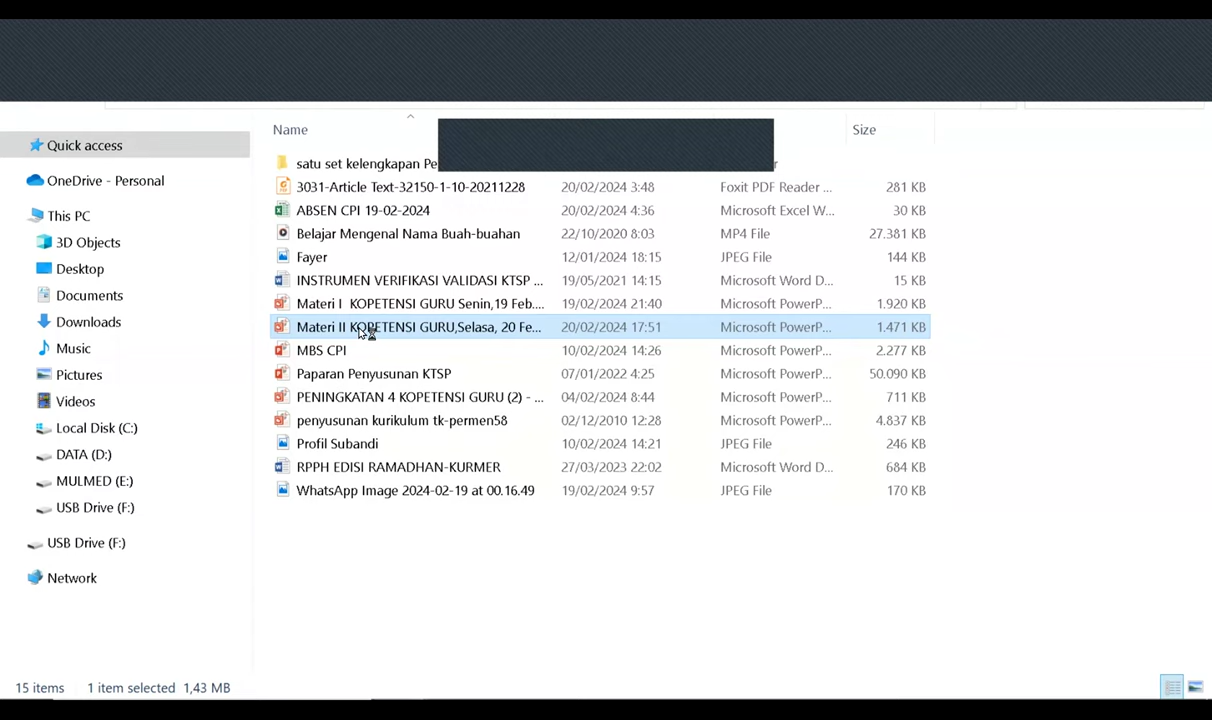 Name Size
Quick access
OneDrive - Personal
This PC
3D Objects
Desktop
Documents
Downloads
Music
Pictures
Videos
Local Disk (C:)
DATA (D:)
MULMED (E:)
USB Drive (F:)
USB Drive (F:)
Network
satu set kelengkapan Pe
3031-Article Text-32150-1-10-20211228 20/02/2024 3:48 Foxit PDF Reader ... 281 KB
ABSEN CPI 19-02-2024 20/02/2024 4:36 Microsoft Excel W... 30 KB
Belajar Mengenal Nama Buah-buahan 22/10/2020 8:03 MP4 File 27.381 KB
Fayer 12/01/2024 18:15 JPEG File 144 KB
INSTRUMEN VERIFIKASI VALIDASI KTSP ... 19/05/2021 14:15 Microsoft Word D... 15 KB
Materi I  KOPETENSI GURU Senin,19 Feb.... 19/02/2024 21:40 Microsoft PowerP... 1.920 KB
Materi II KOPETENSI GURU,Selasa, 20 Fe... 20/02/2024 17:51 Microsoft PowerP... 1.471 KB
MBS CPI 10/02/2024 14:26 Microsoft PowerP... 2.277 KB
Paparan Penyusunan KTSP 07/01/2022 4:25 Microsoft PowerP... 50.090 KB
PENINGKATAN 4 KOPETENSI GURU (2) - ... 04/02/2024 8:44 Microsoft PowerP... 711 KB
penyusunan kurikulum tk-permen58 02/12/2010 12:28 Microsoft PowerP... 4.837 KB
Profil Subandi 10/02/2024 14:21 JPEG File 246 KB
RPPH EDISI RAMADHAN-KURMER 27/03/2023 22:02 Microsoft Word D... 684 KB
WhatsApp Image 2024-02-19 at 00.16.49 19/02/2024 9:57 JPEG File 170 KB
15 items 1 item selected 1,43 MB